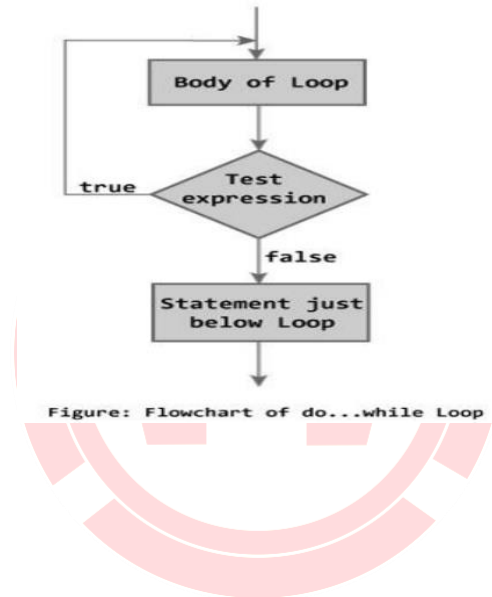 Body of Loop
Test
expression
true
false
Statement just
below Loop
Figure: Flowchart of do...while Loop